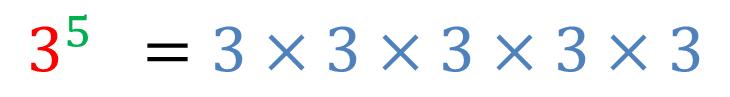 3⁵ = 3 × 3 × 3 × 3 × 3